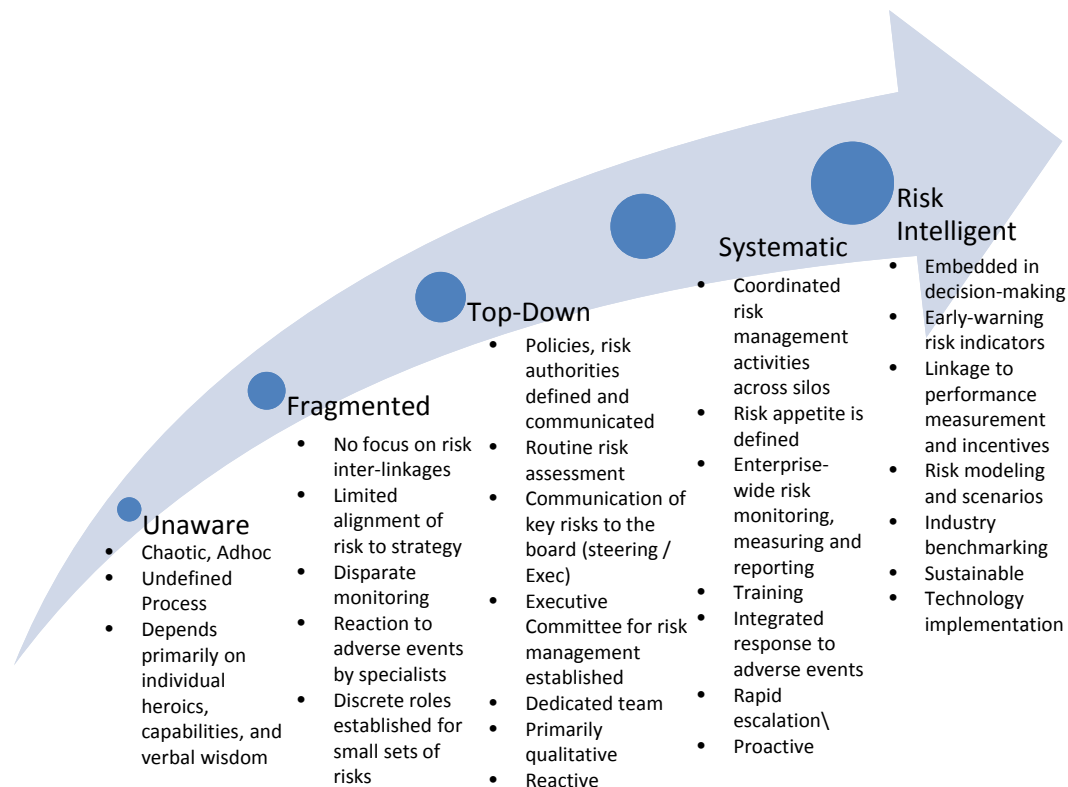 Unaware
• Chaotic, Adhoc
• Undefined
Process
• Depends
primarily on
individual
heroics,
capabilities, and
verbal wisdom
Fragmented
• No focus on risk
inter-linkages
• Limited
alignment of
risk to strategy
• Disparate
monitoring
• Reaction to
adverse events
by specialists
• Discrete roles
established for
small sets of
risks
Top-Down
• Policies, risk
authorities
defined and
communicated
• Routine risk
assessment
• Communication of
key risks to the
board (steering /
Exec)
• Executive
Committee for risk
management
established
• Dedicated team
• Primarily
qualitative
• Reactive
Systematic
• Coordinated
risk
management
activities
across silos
• Risk appetite is
defined
• Enterprise-
wide risk
monitoring,
measuring and
reporting
• Training
• Integrated
response to
adverse events
• Rapid
escalation\
• Proactive
Risk
Intelligent
• Embedded in
decision-making
• Early-warning
risk indicators
• Linkage to
performance
measurement
and incentives
• Risk modeling
and scenarios
• Industry
benchmarking
• Sustainable
• Technology
implementation